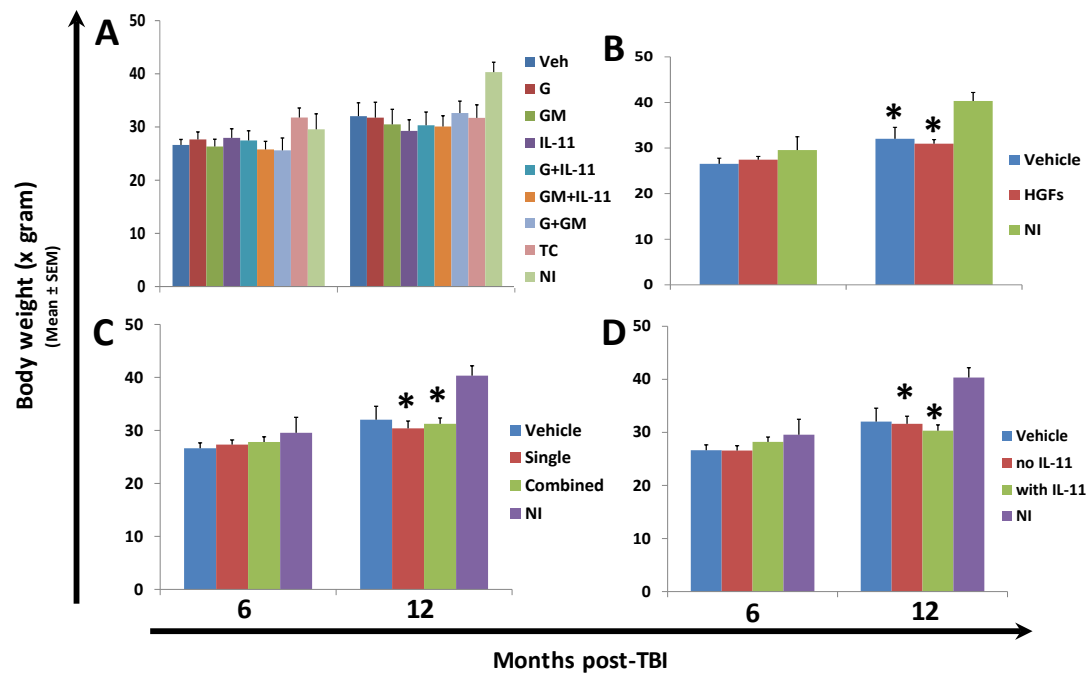 Body weight (x gram)
(Mean ± SEM)
A
50
40
30
20
10
0
Veh
G
GM
IL-11
G+IL-11
GM+IL-11
G+GM
TC
NI
B
50
40
30
20
10
0
* *
Vehicle
HGFs
NI
C
50
40
30
20
10
0
* *
Vehicle
Single
Combined
NI
6 12
D
50
40
30
20
10
0
* *
Vehicle
no IL-11
with IL-11
NI
6 12
Months post-TBI